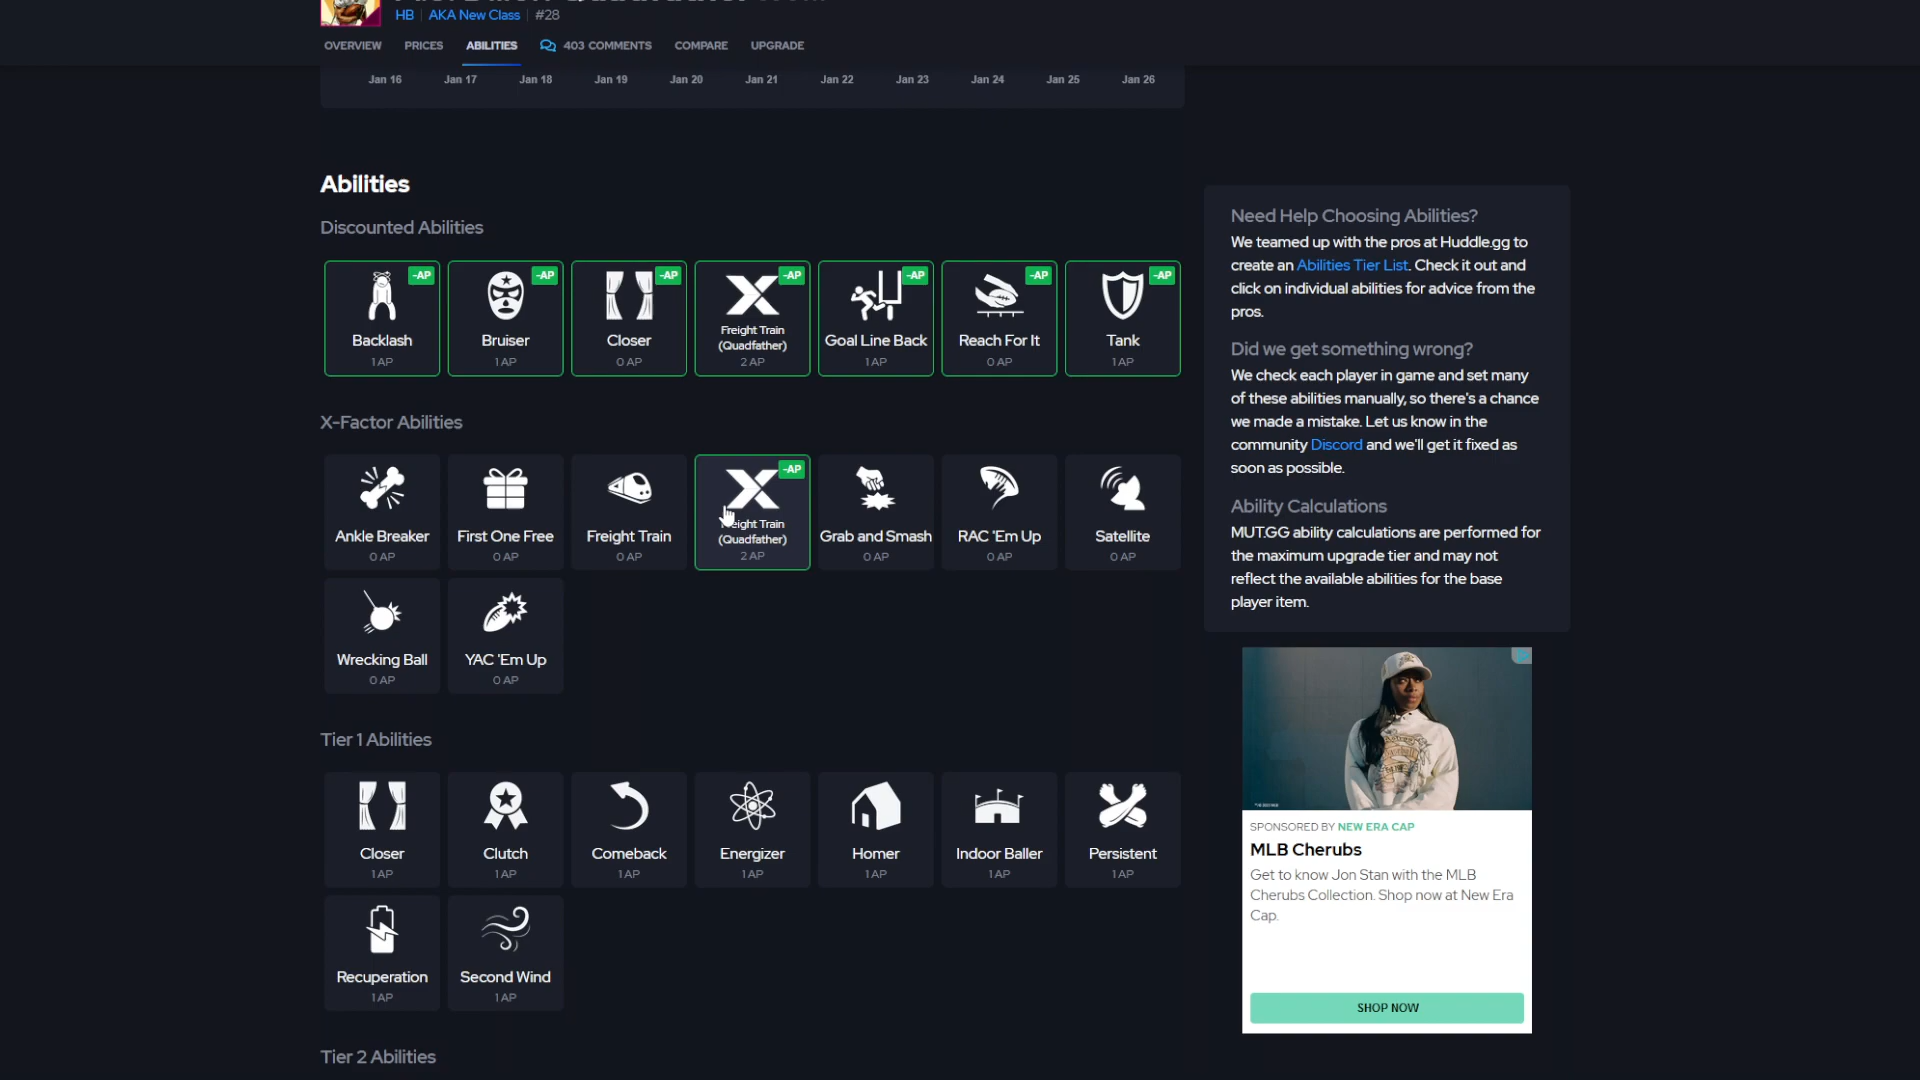 HB | AKA New Class | #28
OVERVIEW PRICES ABILITIES 403 COMMENTS COMPARE UPGRADE
Jan 16 Jan 17 Jan 18 Jan 19 Jan 20 Jan 21 Jan 22 Jan 23 Jan 24 Jan 25 Jan 26
Abilities
Discounted Abilities
-AP -AP -AP -AP -AP -AP -AP
Backlash Bruiser Closer Freight Train (Quadfather) Goal Line Back Reach For It Tank
1 AP 1 AP 0 AP 2 AP 1 AP 0 AP 1 AP
X-Factor Abilities
-AP
Ankle Breaker First One Free Freight Train Freight Train (Quadfather) Grab and Smash RAC 'Em Up Satellite
0 AP 0 AP 0 AP 2 AP 0 AP 0 AP 0 AP
Wrecking Ball YAC 'Em Up
0 AP 0 AP
Tier 1 Abilities
Closer Clutch Comeback Energizer Homer Indoor Baller Persistent
1 AP 1 AP 1 AP 1 AP 1 AP 1 AP 1 AP
Recuperation Second Wind
1 AP 1 AP
Tier 2 Abilities
Need Help Choosing Abilities?
We teamed up with the pros at Huddle.gg to
create an Abilities Tier List. Check it out and
click on individual abilities for advice from the
pros.
Did we get something wrong?
We check each player in game and set many
of these abilities manually, so there's a chance
we made a mistake. Let us know in the
community Discord and we'll get it fixed as
soon as possible.
Ability Calculations
MUT.GG ability calculations are performed for
the maximum upgrade tier and may not
reflect the available abilities for the base
player item.
SPONSORED BY NEW ERA CAP
MLB Cherubs
Get to know Jon Stan with the MLB
Cherubs Collection. Shop now at New Era
Cap.
SHOP NOW